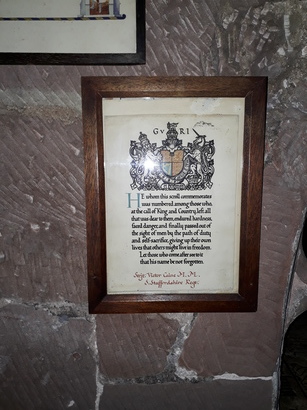 GVRI
HE whom this scroll commemorates
was numbered among those who,
at the call of King and Country, left all
that was dear to them, endured hardness,
faced danger, and finally passed out of
the sight of men by the path of duty
and self-sacrifice, giving up their own
lives that others might live in freedom.
Let those who come after see to it
that his name be not forgotten.
Serjt. Victor M.M.
S. Staffordshire Regt.